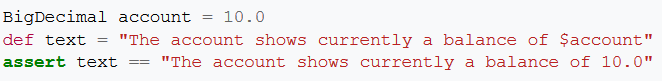 BigDecimal account = 10.0
def text = "The account shows currently a balance of $account"
assert text == "The account shows currently a balance of 10.0"